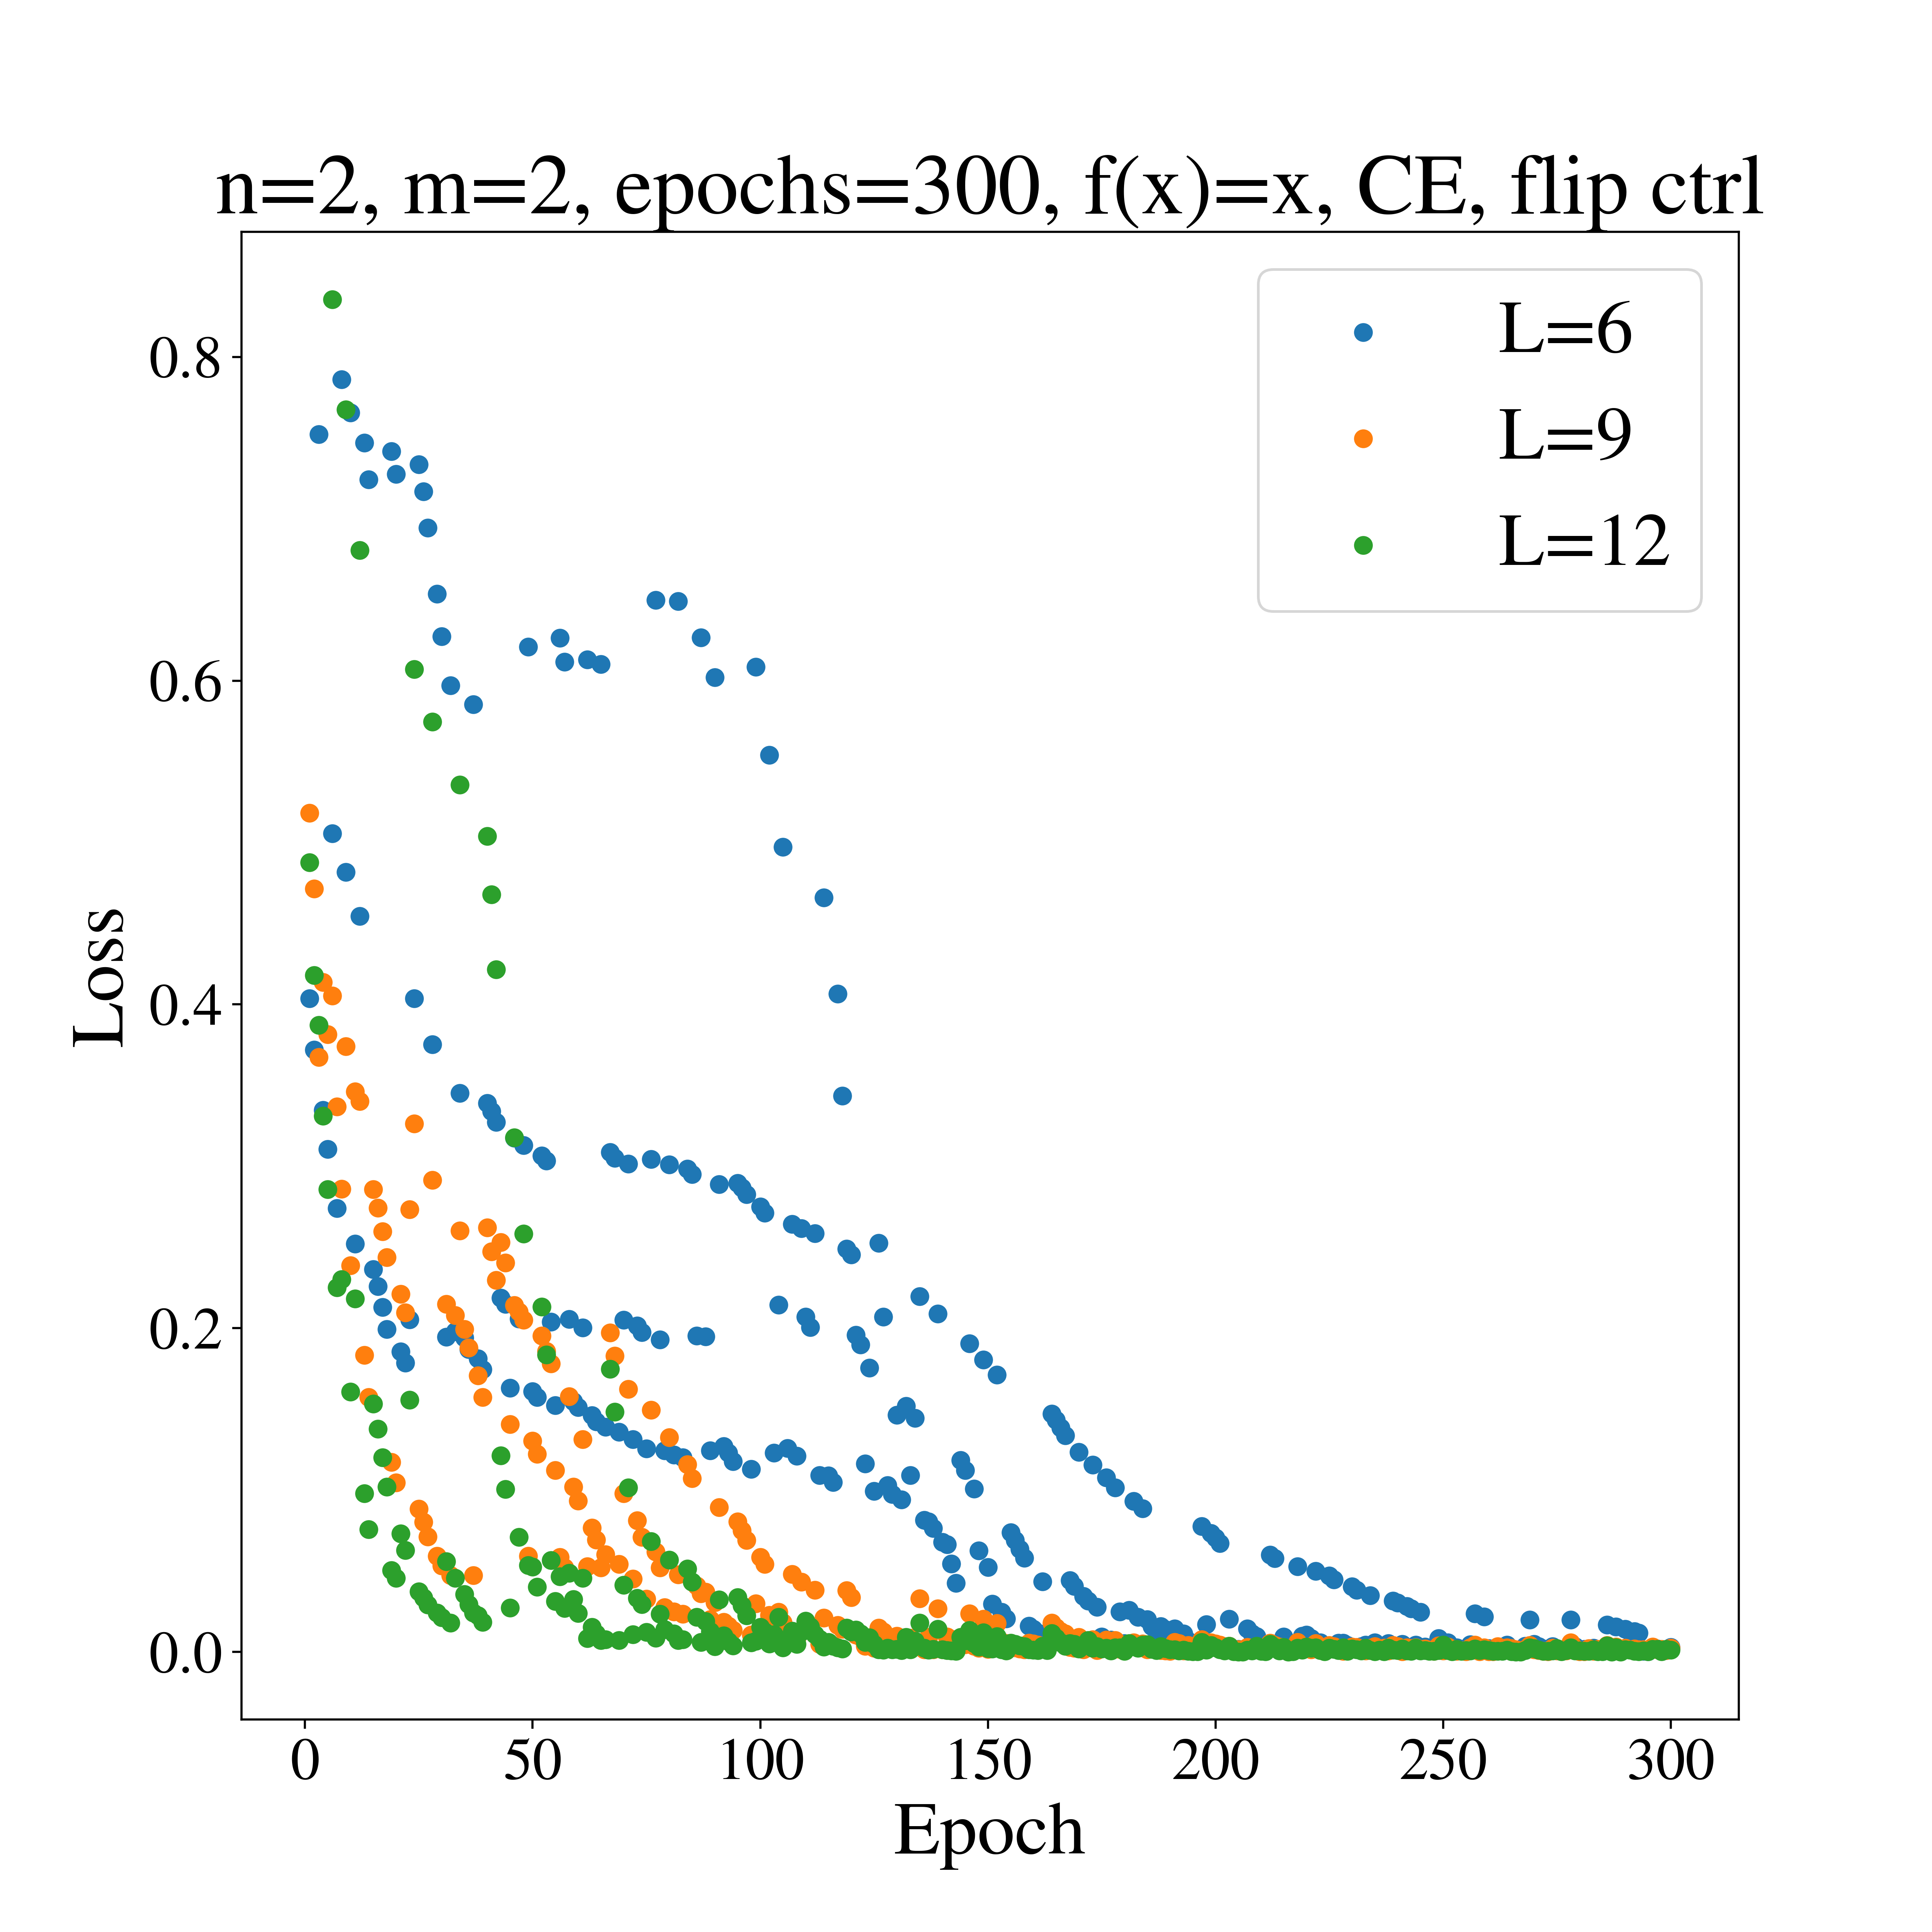 n=2, m=2, epochs=300, f(x)=x, CE, flip ctrl
L=6
L=9
L=12
Loss
0.8
0.6
0.4
0.2
0.0
0 50 100 150 200 250 300
Epoch